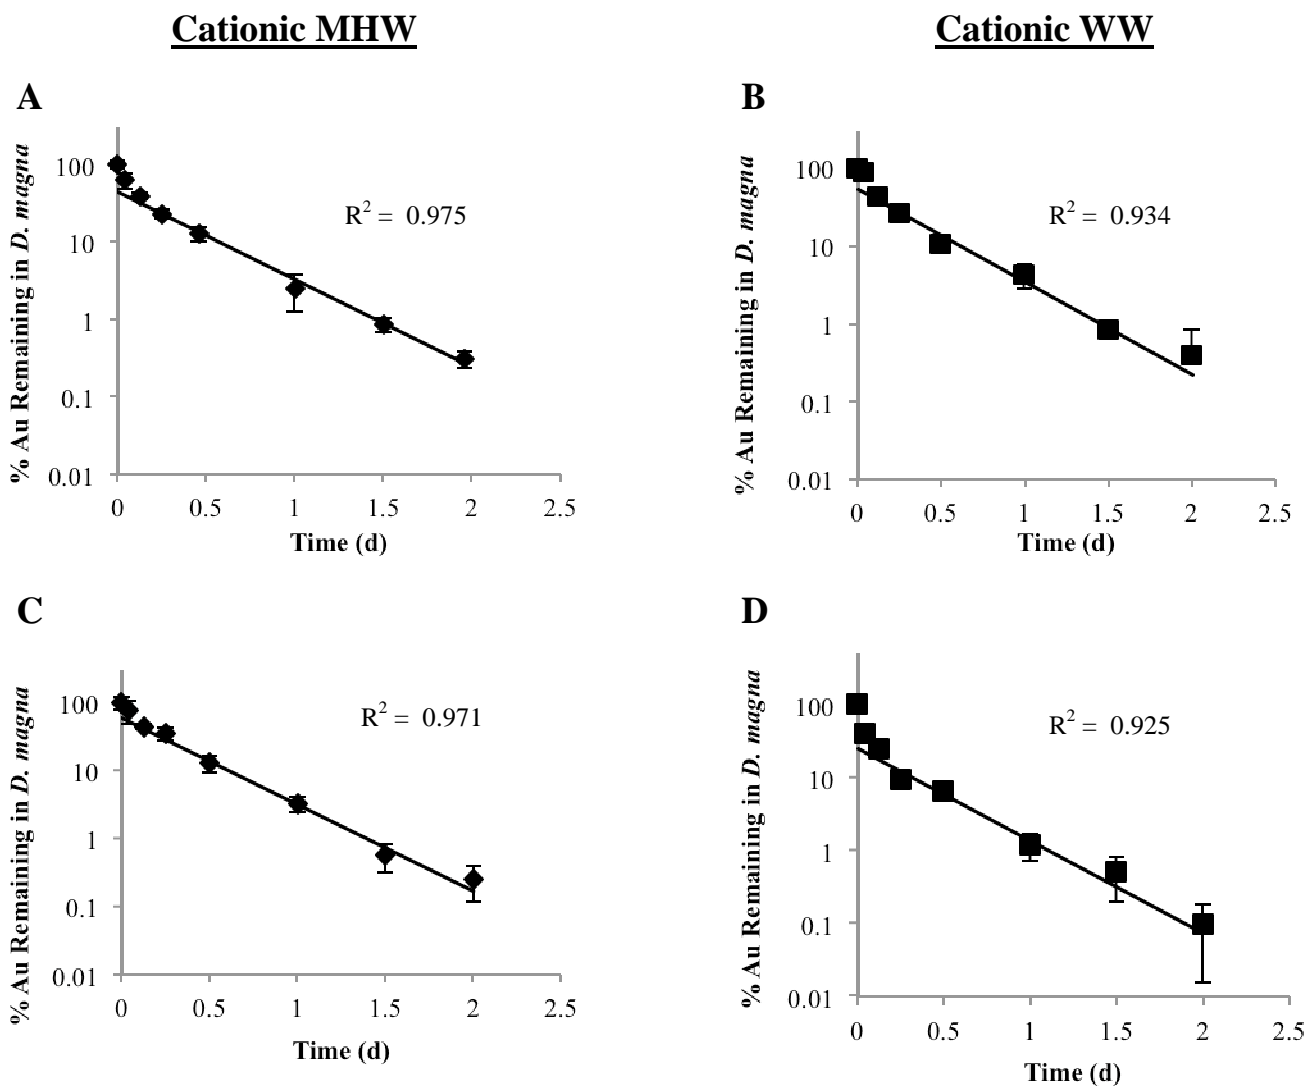 Cationic MHW
Cationic WW
A
% Au Remaining in D. magna
100
10
1
0.1
0.01
R2 = 0.975
0 0.5 1 1.5 2 2.5
Time (d)
B
% Au Remaining in D. magna
100
10
1
0.1
0.01
R2 = 0.934
0 0.5 1 1.5 2 2.5
Time (d)
C
% Au Remaining in D. magna
100
10
1
0.1
0.01
R2 = 0.971
0 0.5 1 1.5 2 2.5
Time (d)
D
% Au Remaining in D. magna
100
10
1
0.1
0.01
R2 = 0.925
0 0.5 1 1.5 2 2.5
Time (d)